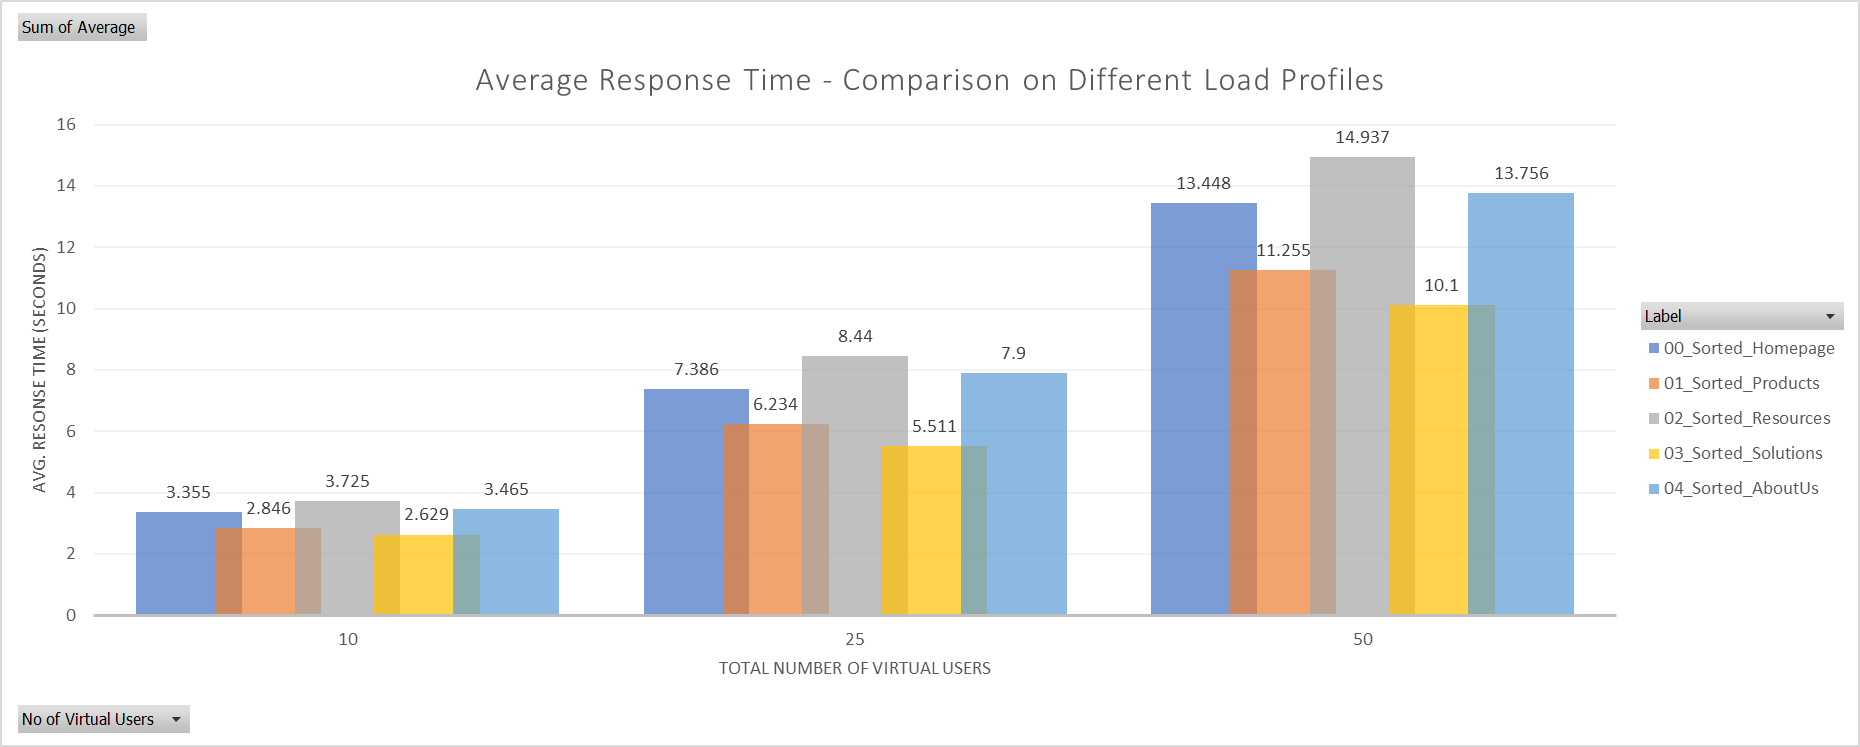 Sum of Average
Average Response Time - Comparison on Different Load Profiles
AVG. RESONSE TIME (SECONDS)
16
14
12
10
8
6
4
2
0
3.355
2.846
3.725
2.629
3.465
7.386
6.234
8.44
5.511
7.9
13.448
11.255
14.937
10.1
13.756
10
25
50
TOTAL NUMBER OF VIRTUAL USERS
Label
00_Sorted_Homepage
01_Sorted_Products
02_Sorted_Resources
03_Sorted_Solutions
04_Sorted_AboutUs
No of Virtual Users